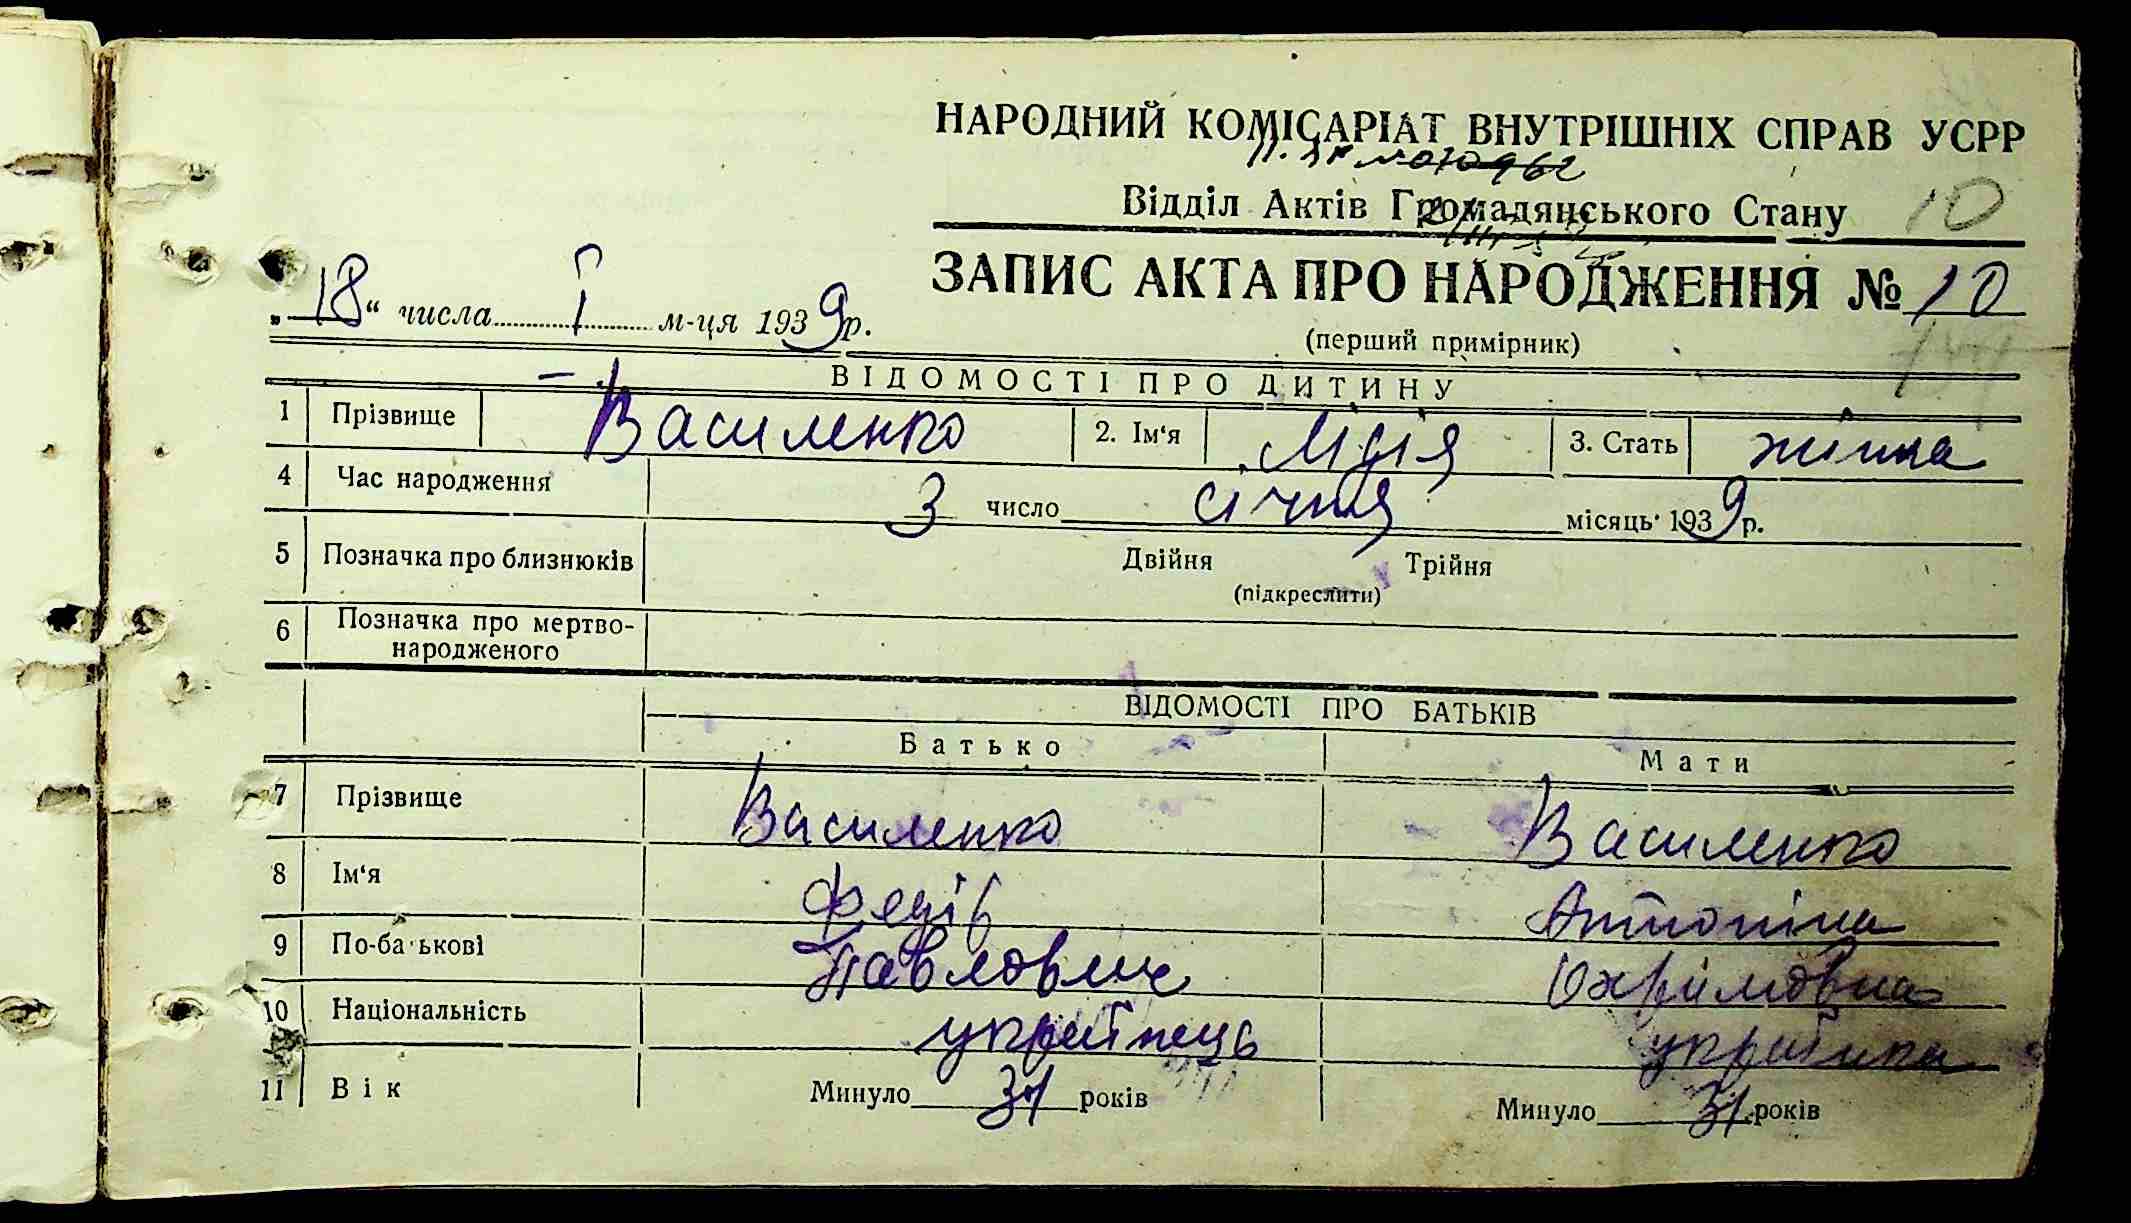 НАРОДНИЙ КОМІСАРІАТ ВНУТРІШНІХ СПРАВ УСРР
Відділ Актів Громадянського Стану 10
„18“ числа I м-ця 1939р.
ЗАПИС АКТА ПРО НАРОДЖЕННЯ № 10
(перший примірник)
ВІДОМОСТІ ПРО ДИТИНУ
1 Прізвище Василенко 2. Ім‘я Лідія 3. Стать жінка
4 Час народження 3 число січня місяць 1939р.
5 Позначка про близнюків Двійня Трійня
(підкреслити)
6 Позначка про мертво-
народженого
ВІДОМОСТІ ПРО БАТЬКІВ
Батько Мати
7 Прізвище Василенко Василенко
8 Ім‘я Федір Антоніна
9 По-батькові Павлович Охрімовна
10 Національність українець українка
11 Вік Минуло 31 років Минуло 31 років